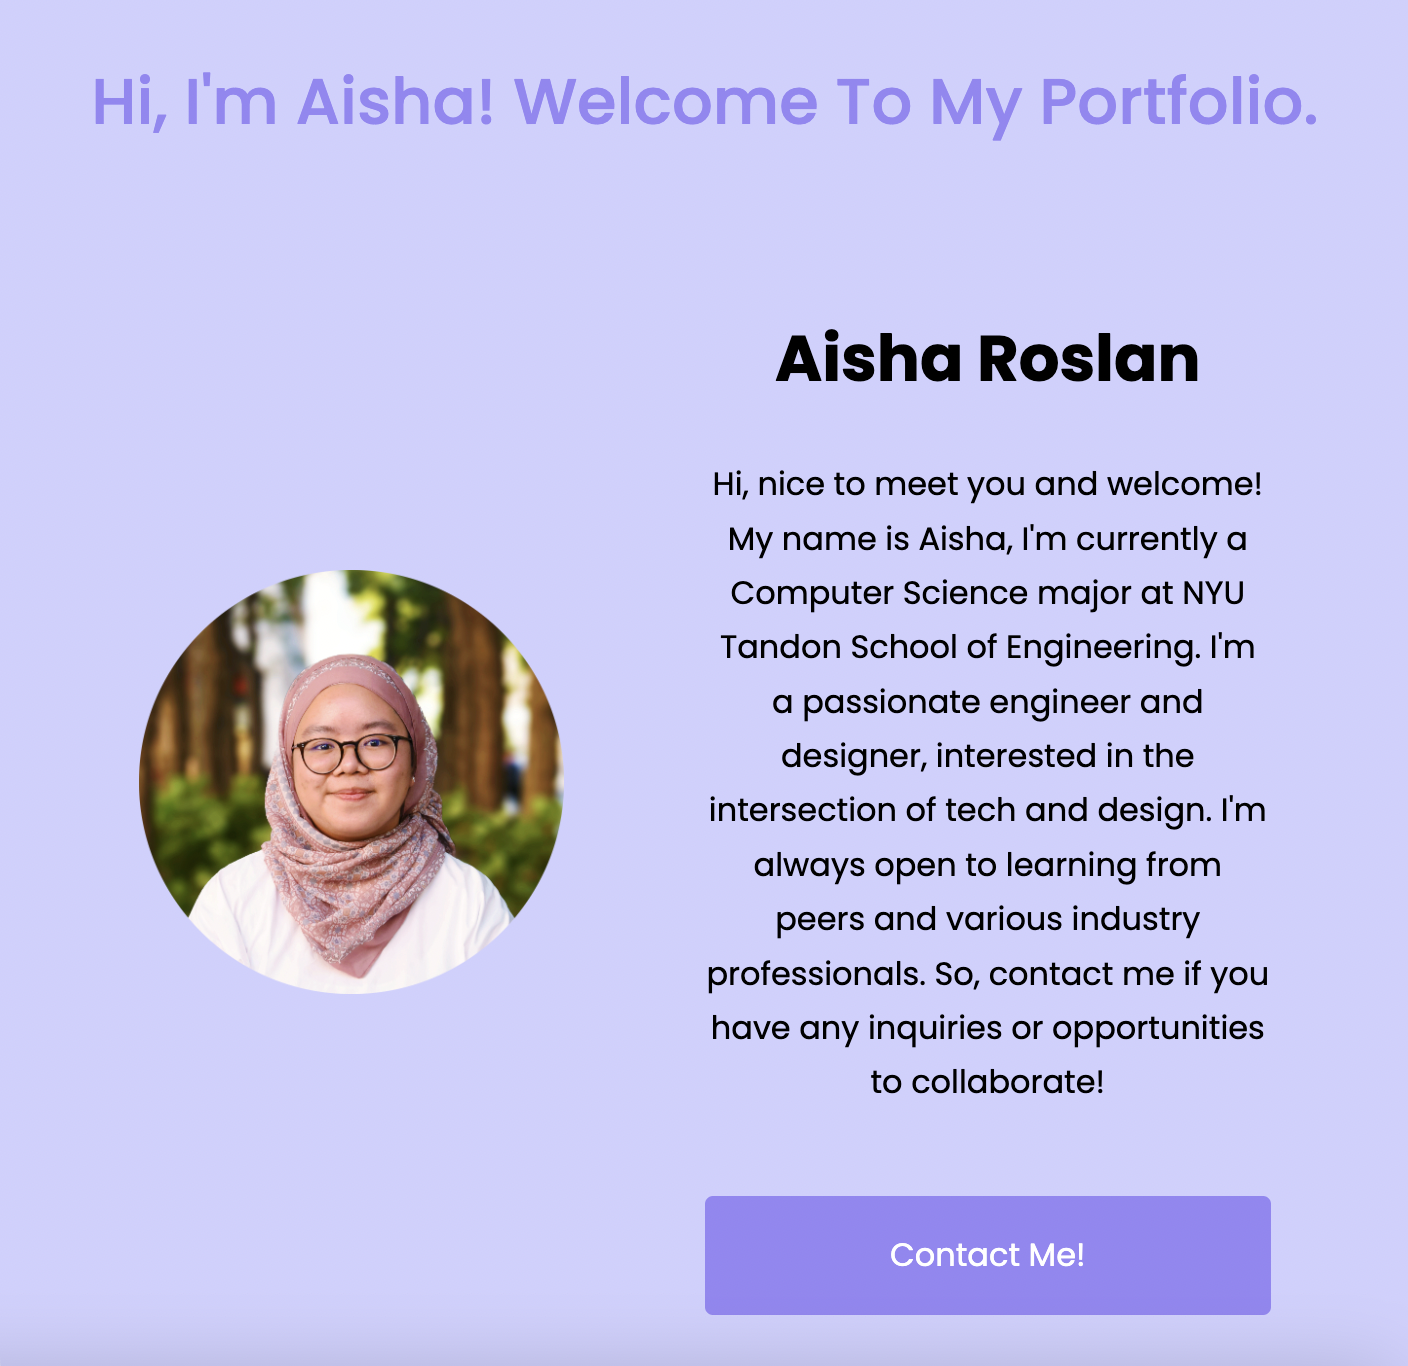 Hi, I'm Aisha! Welcome To My Portfolio.
Aisha Roslan
Hi, nice to meet you and welcome!
My name is Aisha, I'm currently a
Computer Science major at NYU
Tandon School of Engineering. I'm
a passionate engineer and
designer, interested in the
intersection of tech and design. I'm
always open to learning from
peers and various industry
professionals. So, contact me if you
have any inquiries or opportunities
to collaborate!
Contact Me!